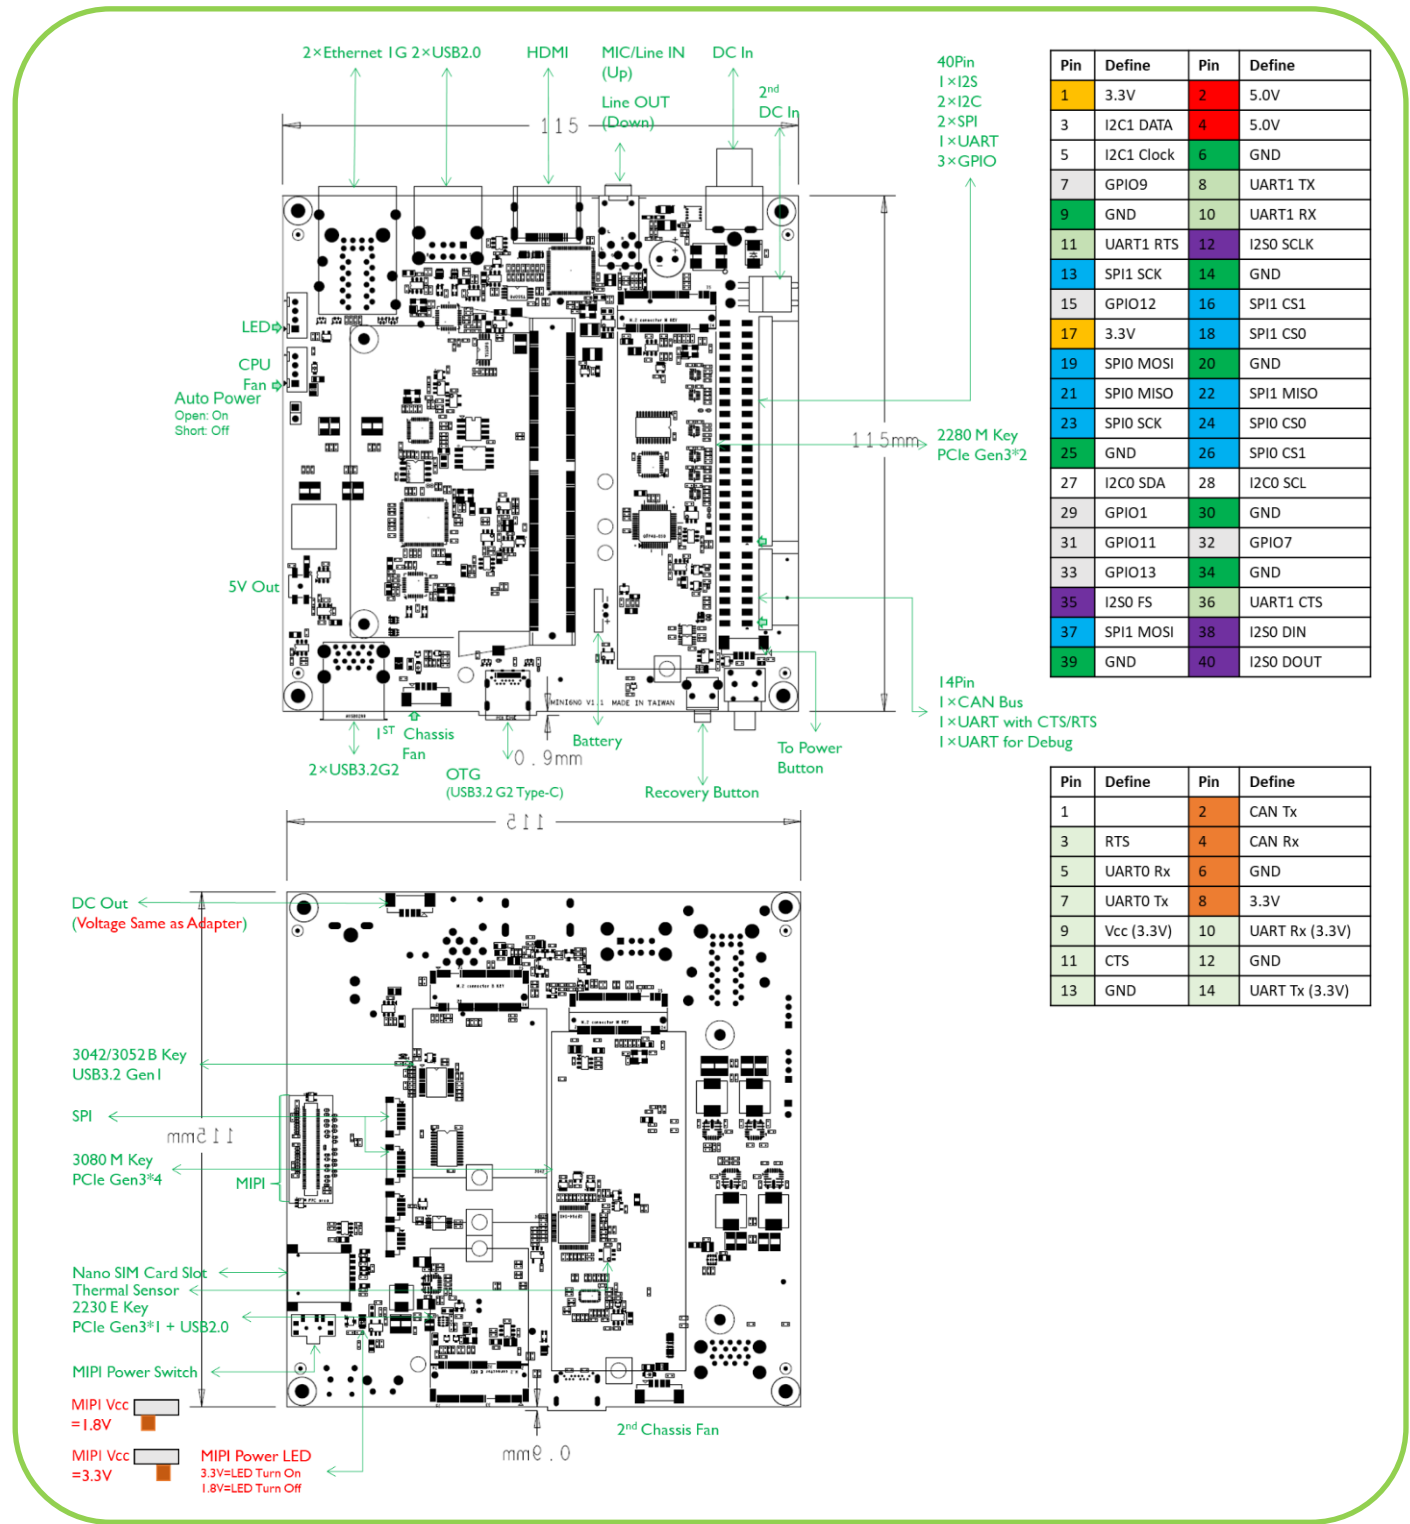 2×Ethernet 1G 2×USB2.0
HDMI
MIC/Line IN
(Up)
Line OUT
(Down)
DC In
2nd
DC In
40Pin
1×I2S
2×I2C
2×SPI
1×UART
3×GPIO
115
LED
CPU
Fan
Auto Power
Open: On
Short: Off
M.2 connector M KEY
115mm
2280 M Key
PCIe Gen3*2
5V Out
MINI6NO V1.1 MADE IN TAIWAN
1ST Chassis
Fan
2×USB3.2G2
OTG
(USB3.2 G2 Type-C)
0.9mm
Battery
Recovery Button
To Power
Button
14Pin
1×CAN Bus
1×UART with CTS/RTS
1×UART for Debug
Pin Define Pin Define
1 3.3V 2 5.0V
3 I2C1 DATA 4 5.0V
5 I2C1 Clock 6 GND
7 GPIO9 8 UART1 TX
9 GND 10 UART1 RX
11 UART1 RTS 12 I2S0 SCLK
13 SPI1 SCK 14 GND
15 GPIO12 16 SPI1 CS1
17 3.3V 18 SPI1 CS0
19 SPI0 MOSI 20 GND
21 SPI0 MISO 22 SPI1 MISO
23 SPI0 SCK 24 SPI0 CS0
25 GND 26 SPI0 CS1
27 I2C0 SDA 28 I2C0 SCL
29 GPIO1 30 GND
31 GPIO11 32 GPIO7
33 GPIO13 34 GND
35 I2S0 FS 36 UART1 CTS
37 SPI1 MOSI 38 I2S0 DIN
39 GND 40 I2S0 DOUT
Pin Define Pin Define
1 2 CAN Tx
3 RTS 4 CAN Rx
5 UART0 Rx 6 GND
7 UART0 Tx 8 3.3V
9 Vcc (3.3V) 10 UART Rx (3.3V)
11 CTS 12 GND
13 GND 14 UART Tx (3.3V)
115
DC Out
(Voltage Same as Adapter)
M.2 connector B KEY
M.2 connector M KEY
3042/3052 B Key
USB3.2 Gen1
SPI
115mm
3080 M Key
PCIe Gen3*4
MIPI
Nano SIM Card Slot
Thermal Sensor
2230 E Key
PCIe Gen3*1 + USB2.0
MIPI Power Switch
MIPI Vcc
=1.8V
MIPI Vcc
=3.3V
MIPI Power LED
3.3V=LED Turn On
1.8V=LED Turn Off
2nd Chassis Fan
0.9mm